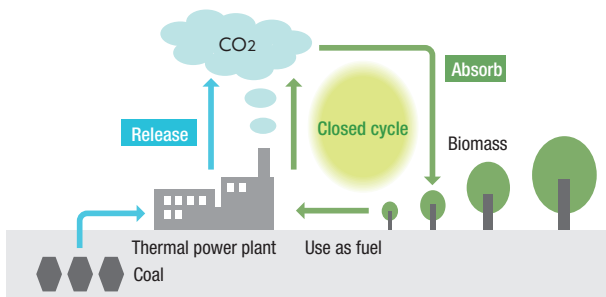 CO2
Absorb
Release
Closed cycle
Biomass
Thermal power plant
Use as fuel
Coal